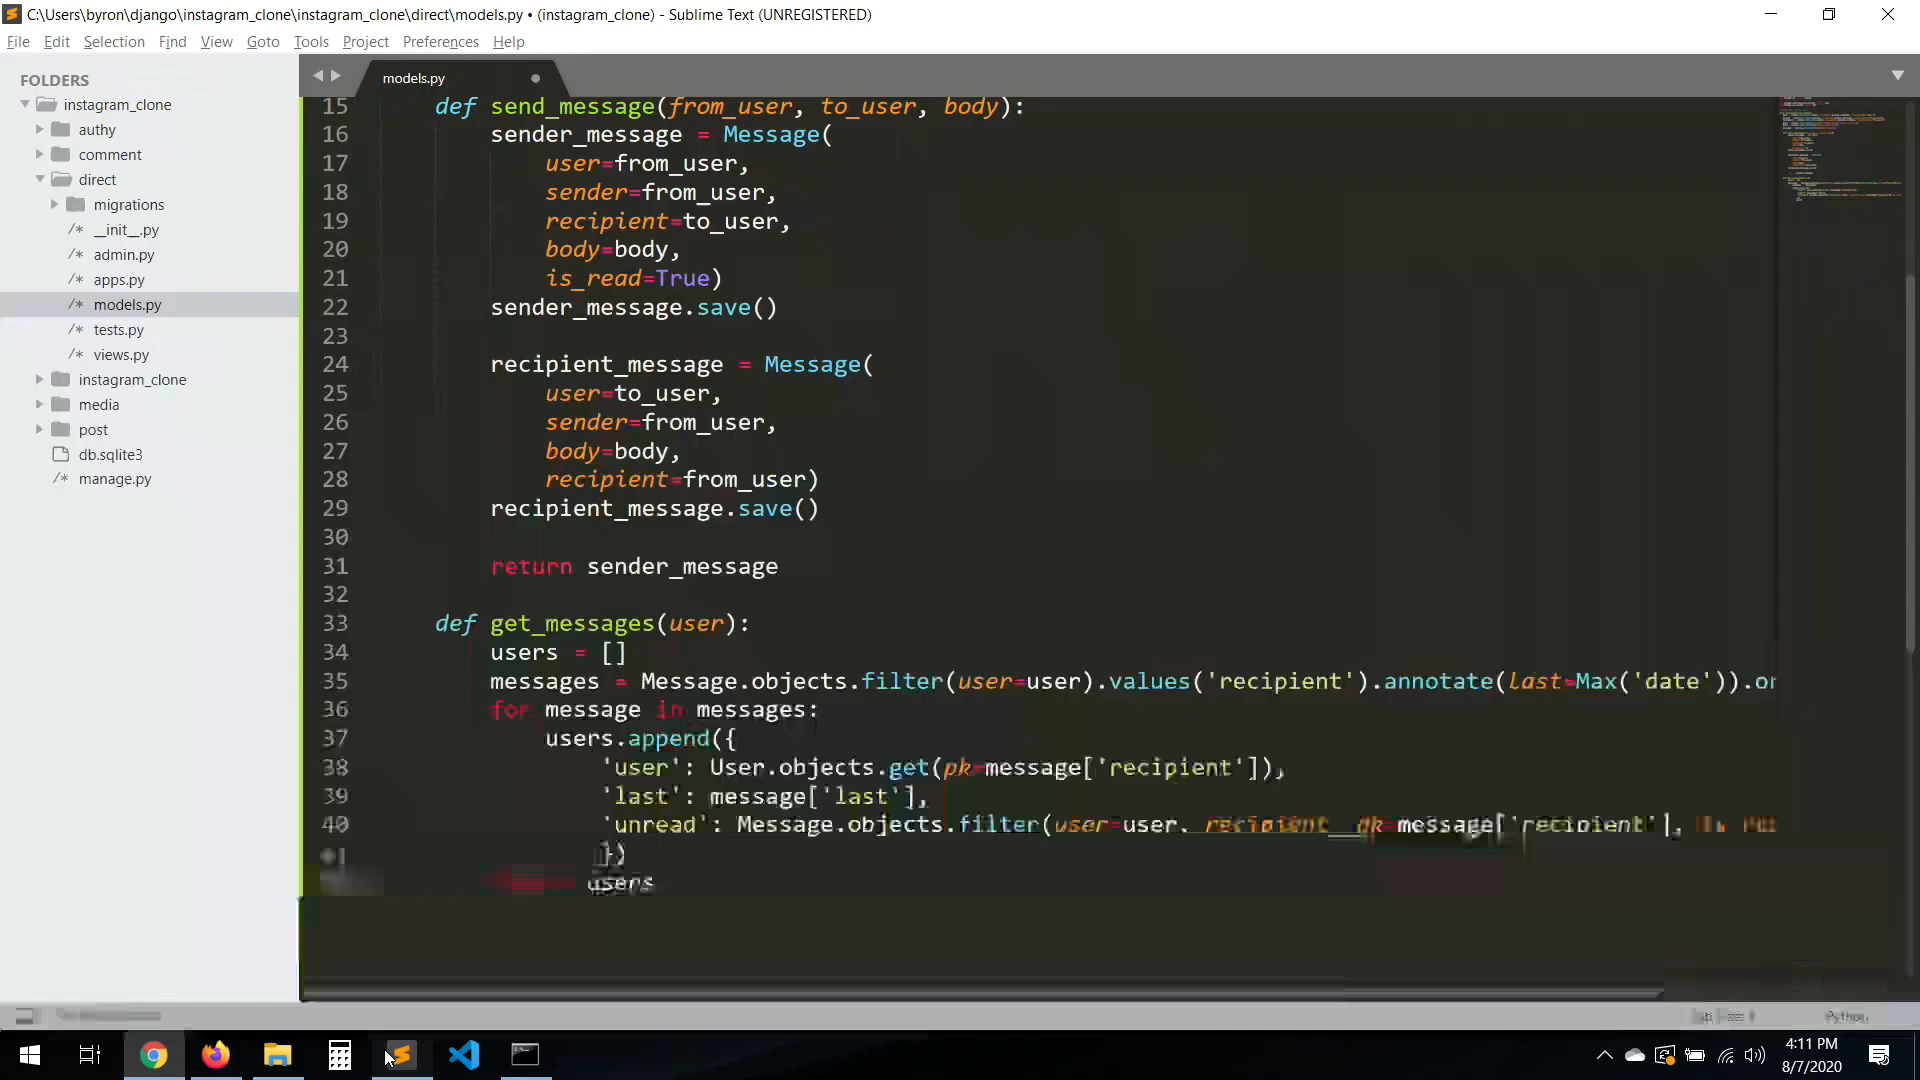 C:\Users\byron\django\instagram_clone\instagram_clone\direct\models.py • (instagram_clone) - Sublime Text (UNREGISTERED)
File Edit Selection Find View Goto Tools Project Preferences Help
FOLDERS
instagram_clone
authy
comment
direct
migrations
/* __init__.py
/* admin.py
/* apps.py
/* models.py
/* tests.py
/* views.py
instagram_clone
media
post
db.sqlite3
/* manage.py
models.py
15 def send_message(from_user, to_user, body):
16 sender_message = Message(
17 user=from_user,
18 sender=from_user,
19 recipient=to_user,
20 body=body,
21 is_read=True)
22 sender_message.save()
23
24 recipient_message = Message(
25 user=to_user,
26 sender=from_user,
27 body=body,
28 recipient=from_user)
29 recipient_message.save()
30
31 return sender_message
32
33 def get_messages(user):
34 users = []
35 messages = Message.objects.filter(user=user).values('recipient').annotate(last=Max('date')).or
36 for message in messages:
37 users.append({
38 'user': User.objects.get(pk=message['recipient']),
39 'last': message['last'],
40 'unread': Message.objects.filter(user=user, recipient__pk=message['recipient'],
})
users
Python
4:11 PM
8/7/2020